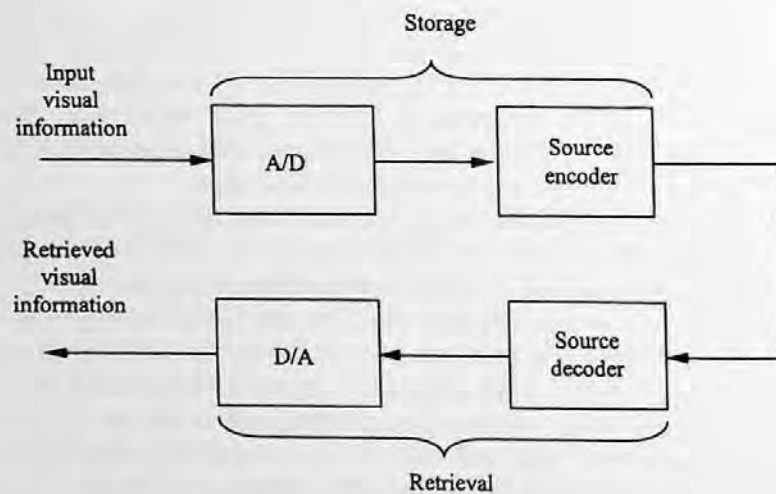 Storage
Input
visual
information
A/D
Source
encoder
Retrieved
visual
information
D/A
Source
decoder
Retrieval